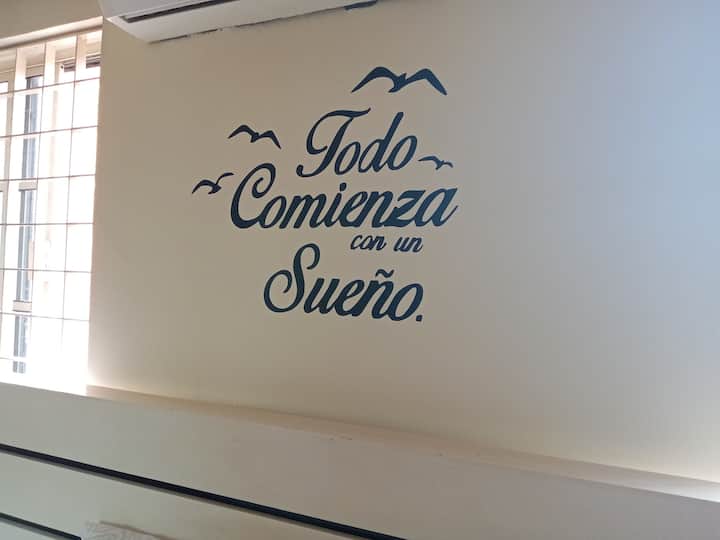 Todo
Comienza
con un
Sueño.